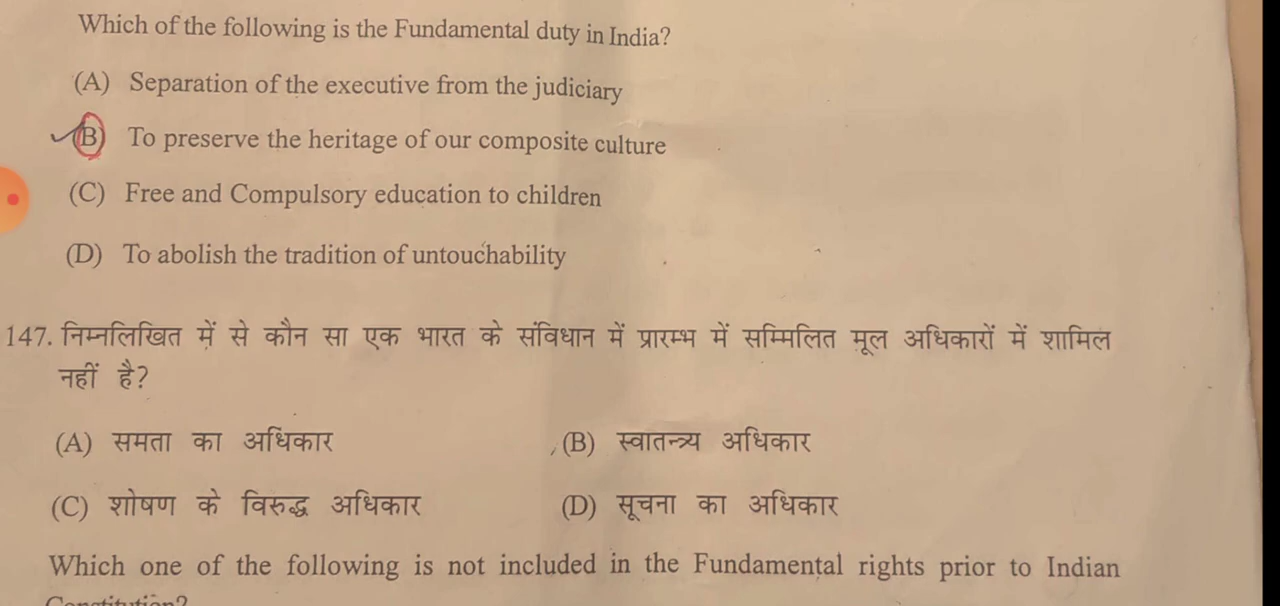 Which of the following is the Fundamental duty in India?
(A) Separation of the executive from the judiciary
(B) To preserve the heritage of our composite culture
(C) Free and Compulsory education to children
(D) To abolish the tradition of untouchability
147. निम्नलिखित में से कौन सा एक भारत के संविधान में प्रारम्भ में सम्मिलित मूल अधिकारों में शामिल
नहीं है?
(A) समता का अधिकार (B) स्वातन्त्र्य अधिकार
(C) शोषण के विरुद्ध अधिकार (D) सूचना का अधिकार
Which one of the following is not included in the Fundamental rights prior to Indian
Constitution?